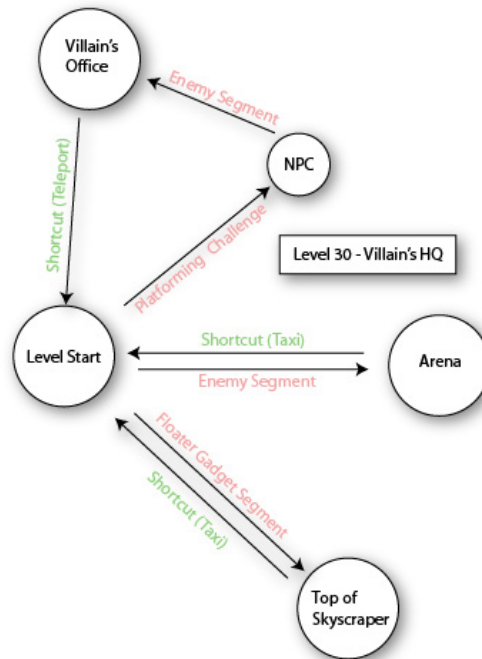 Villain's
Office
Enemy Segment
NPC
Shortcut (Teleport)
Platforming Challenge
Level 30 - Villain's HQ
Level Start
Shortcut (Taxi)
Enemy Segment
Arena
Floater Gadget Segment
Shortcut (Taxi)
Top of
Skyscraper